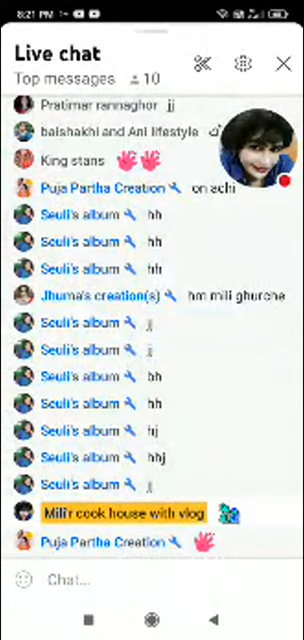 8:21 PM
Live chat
Top messages 10
Pratimar rannaghor jj
baishakhi and Ani lifestyle
King stans
Puja Partha Creation on achi
Seuli's album hh
Seuli's album hh
Seuli's album hh
Jhuma's creation(s) hm mili ghurche
Seuli's album jj
Seuli's album jj
Seuli's album bh
Seuli's album hh
Seuli's album hj
Seuli's album hhj
Seuli's album jj
Mili'r cook house with vlog
Puja Partha Creation
Chat...